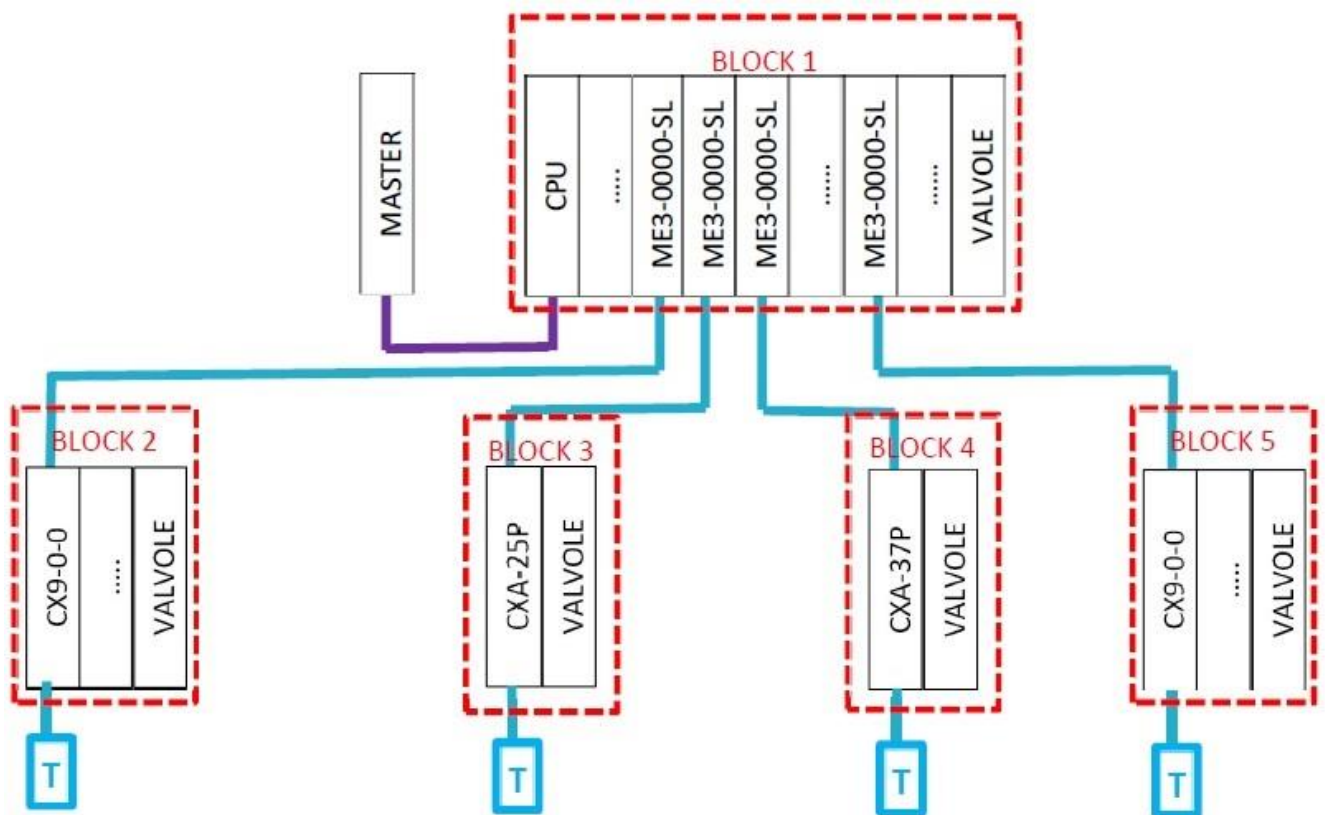 BLOCK 1
MASTER
CPU
.....
ME3-0000-SL
ME3-0000-SL
ME3-0000-SL
......
ME3-0000-SL
......
VALVOLE
BLOCK 2
CX9-0-0
.....
VALVOLE
BLOCK 3
CXA-25P
VALVOLE
BLOCK 4
CXA-37P
VALVOLE
BLOCK 5
CX9-0-0
.....
VALVOLE
T
T
T
T